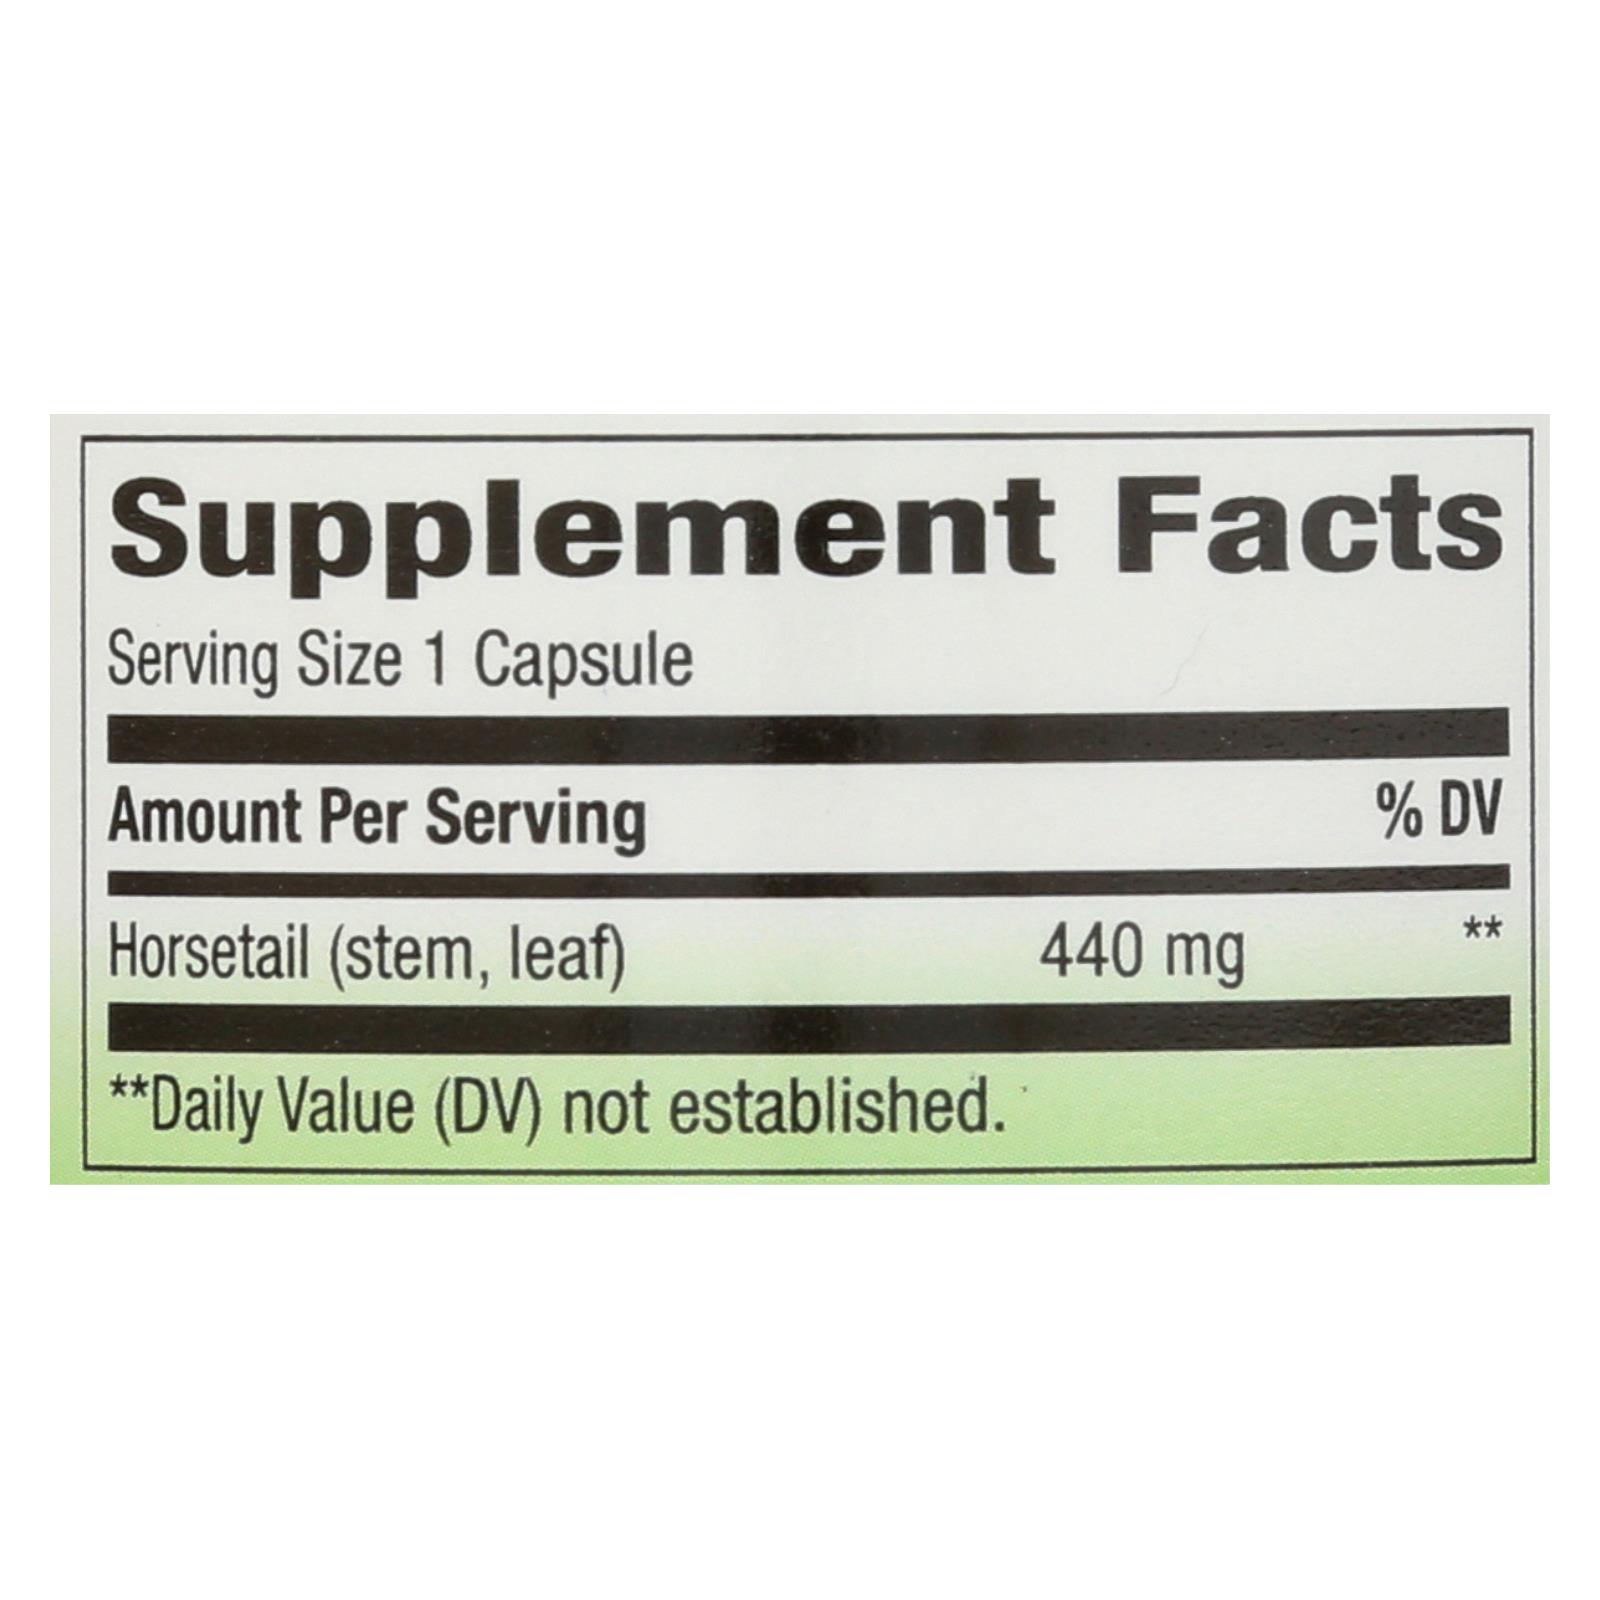 Supplement Facts
Serving Size 1 Capsule
Amount Per Serving % DV
Horsetail (stem, leaf) 440 mg **
**Daily Value (DV) not established.